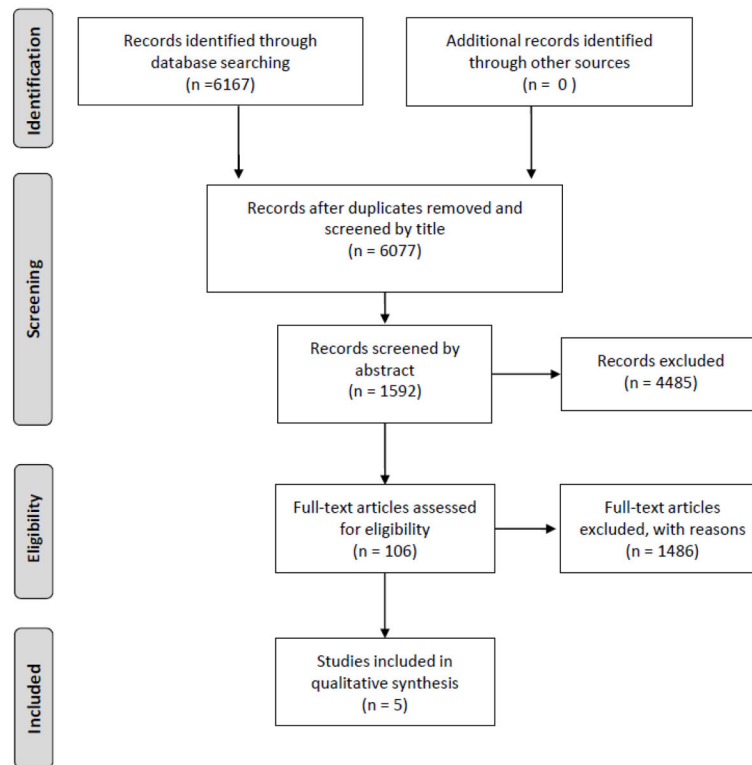 Identification
Records identified through
database searching
(n =6167)
Additional records identified
through other sources
(n =  0 )
Screening
Records after duplicates removed and
screened by title
(n = 6077)
Records screened by
abstract
(n = 1592)
Records excluded
(n = 4485)
Eligibility
Full-text articles assessed
for eligibility
(n = 106)
Full-text articles
excluded, with reasons
(n = 1486)
Included
Studies included in
qualitative synthesis
(n = 5)